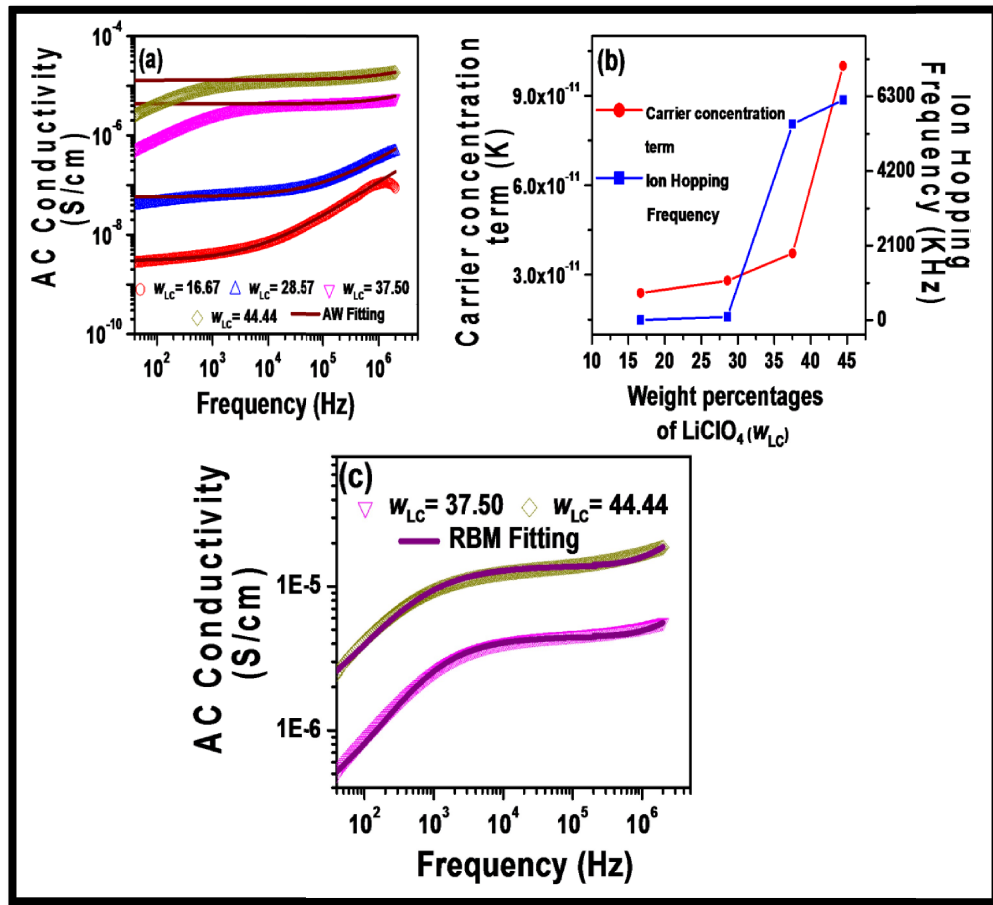 (a)
AC Conductivity
(S/cm)
10^-4
10^-6
10^-8
10^-10
w_LC = 16.67 w_LC = 28.57 w_LC = 37.50
w_LC = 44.44 AW Fitting
10^2 10^3 10^4 10^5 10^6
Frequency (Hz)
(b)
Carrier concentration
term (K)
9.0x10^-11
6.0x10^-11
3.0x10^-11
Carrier concentration
term
Ion Hopping
Frequency
6300
4200
2100
0
Ion Hopping
Frequency (KHz)
10 15 20 25 30 35 40 45
Weight percentages
of LiClO_4 (w_LC)
(c)
AC Conductivity
(S/cm)
w_LC = 37.50 w_LC = 44.44
RBM Fitting
1E-5
1E-6
10^2 10^3 10^4 10^5 10^6
Frequency (Hz)